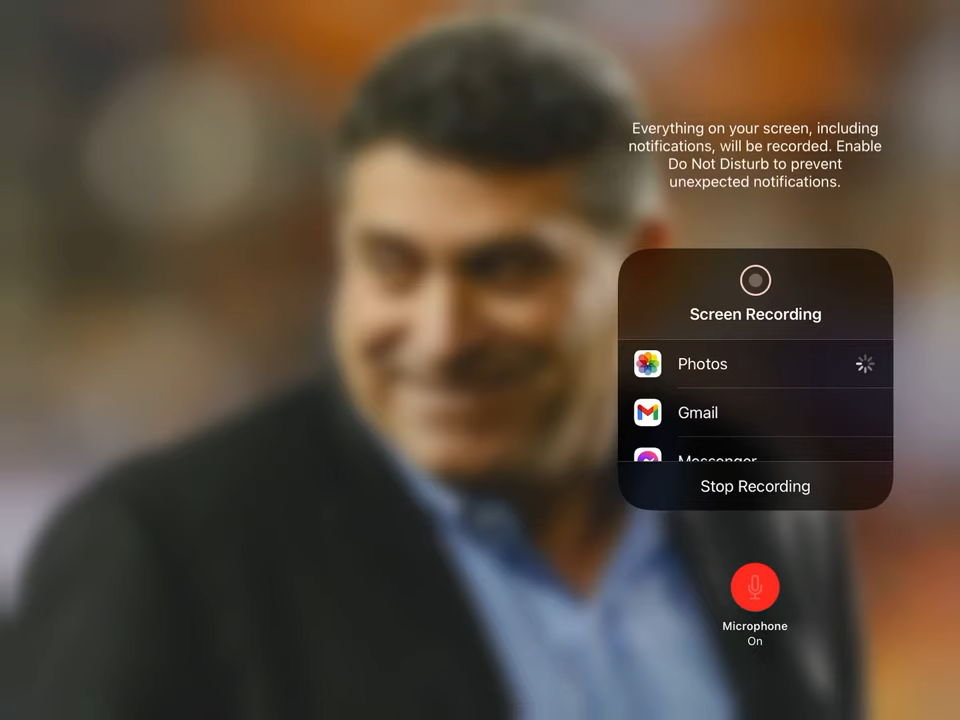 Everything on your screen, including
notifications, will be recorded. Enable
Do Not Disturb to prevent
unexpected notifications.
Screen Recording
Photos
Gmail
Messenger
Stop Recording
Microphone
On